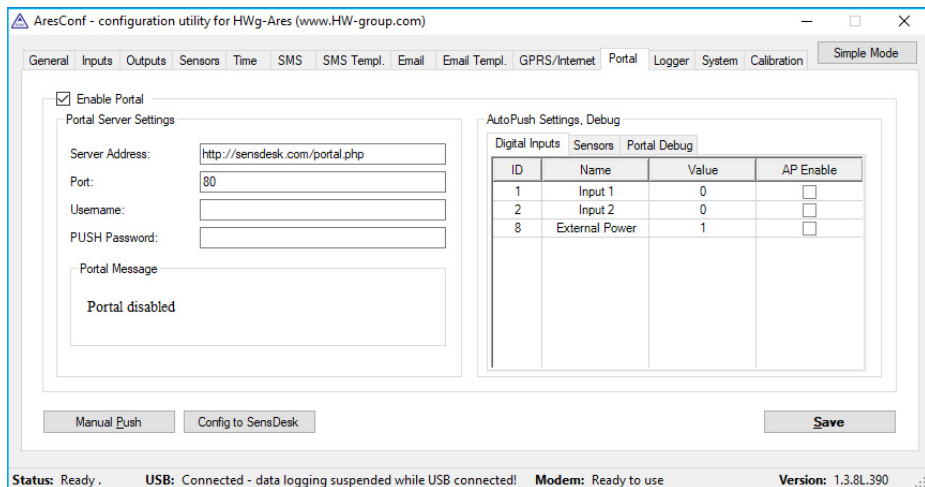 AresConf - configuration utility for HWg-Ares (www.HW-group.com)
General Inputs Outputs Sensors Time SMS SMS Templ. Email Email Templ. GPRS/Internet Portal Logger System Calibration Simple Mode
Enable Portal
Portal Server Settings
Server Address: http://sensdesk.com/portal.php
Port: 80
Username:
PUSH Password:
Portal Message
Portal disabled
AutoPush Settings, Debug
Digital Inputs Sensors Portal Debug
ID Name Value AP Enable
1 Input 1 0
2 Input 2 0
8 External Power 1
Manual Push Config to SensDesk Save
Status: Ready . USB: Connected - data logging suspended while USB connected! Modem: Ready to use Version: 1.3.8L.390